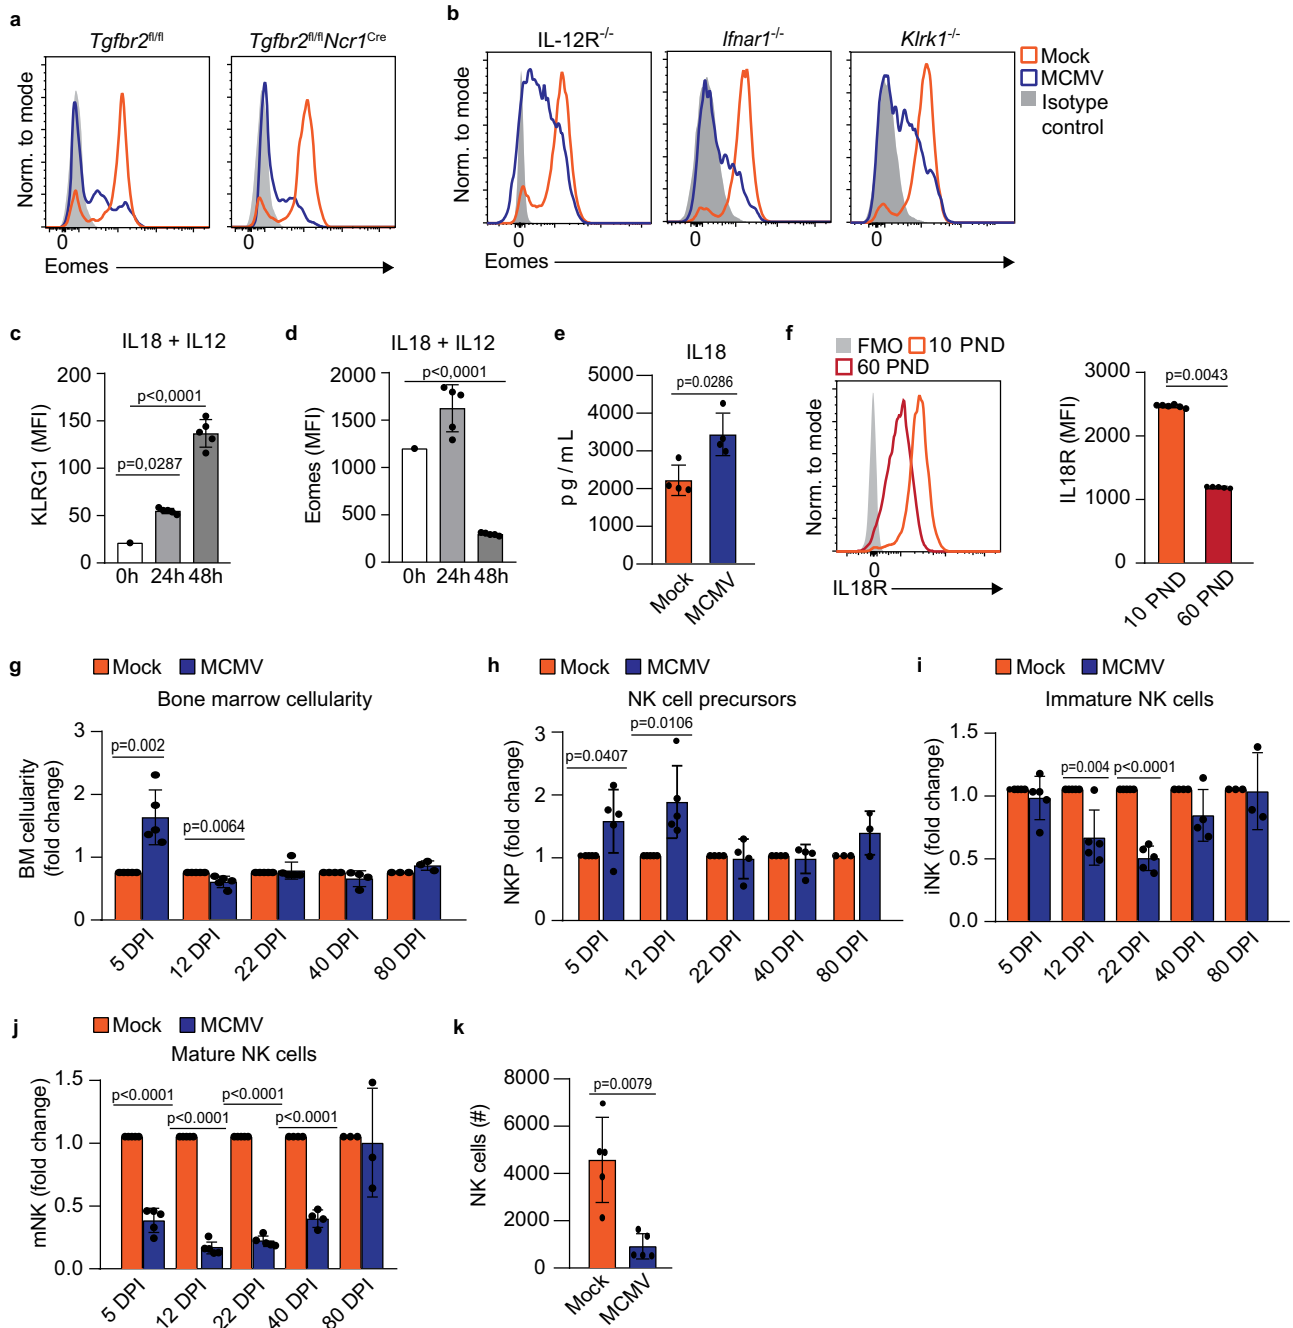 a
Tgfbr2fl/fl
Tgfbr2fl/flNcr1Cre
Norm. to mode
0
0
Eomes
b
IL-12R-/-
Ifnar1-/-
Klrk1-/-
Norm. to mode
0
0
0
Eomes
Mock
MCMV
Isotype
control
c
IL18 + IL12
KLRG1 (MFI)
200
150
100
50
0
p<,0001
p=0,0287
0h 24h 48h
d
IL18 + IL12
Eomes (MFI)
2000
1500
1000
500
0
p<,0001
0h 24h 48h
e
IL18
pg/mL
5000
4000
3000
2000
1000
0
p=0.0286
Mock
MCMV
f
FMO 10 PND
60 PND
Norm. to mode
0
IL18R
IL18R (MFI)
3000
2000
1000
0
p=0.0043
10 PND
60 PND
g
Mock MCMV
Bone marrow cellularity
BM cellularity
(fold change)
3
2
1
0
p=0.002
p=0.0064
5 DPI
12 DPI
22 DPI
40 DPI
80 DPI
h
Mock MCMV
NK cell precursors
NKP (fold change)
3
2
1
0
p=0.0407
p=0.0106
5 DPI
12 DPI
22 DPI
40 DPI
80 DPI
i
Mock MCMV
Immature NK cells
iNK (fold change)
1.5
1.0
0.5
0.0
p=0.004
p<0.0001
5 DPI
12 DPI
22 DPI
40 DPI
80 DPI
j
Mock MCMV
Mature NK cells
mNK (fold change)
1.5
1.0
0.5
0.0
p<0.0001
p<0.0001
p<0.0001
p<0.0001
5 DPI
12 DPI
22 DPI
40 DPI
80 DPI
k
NK cells (#)
8000
6000
4000
2000
0
p=0.0079
Mock
MCMV